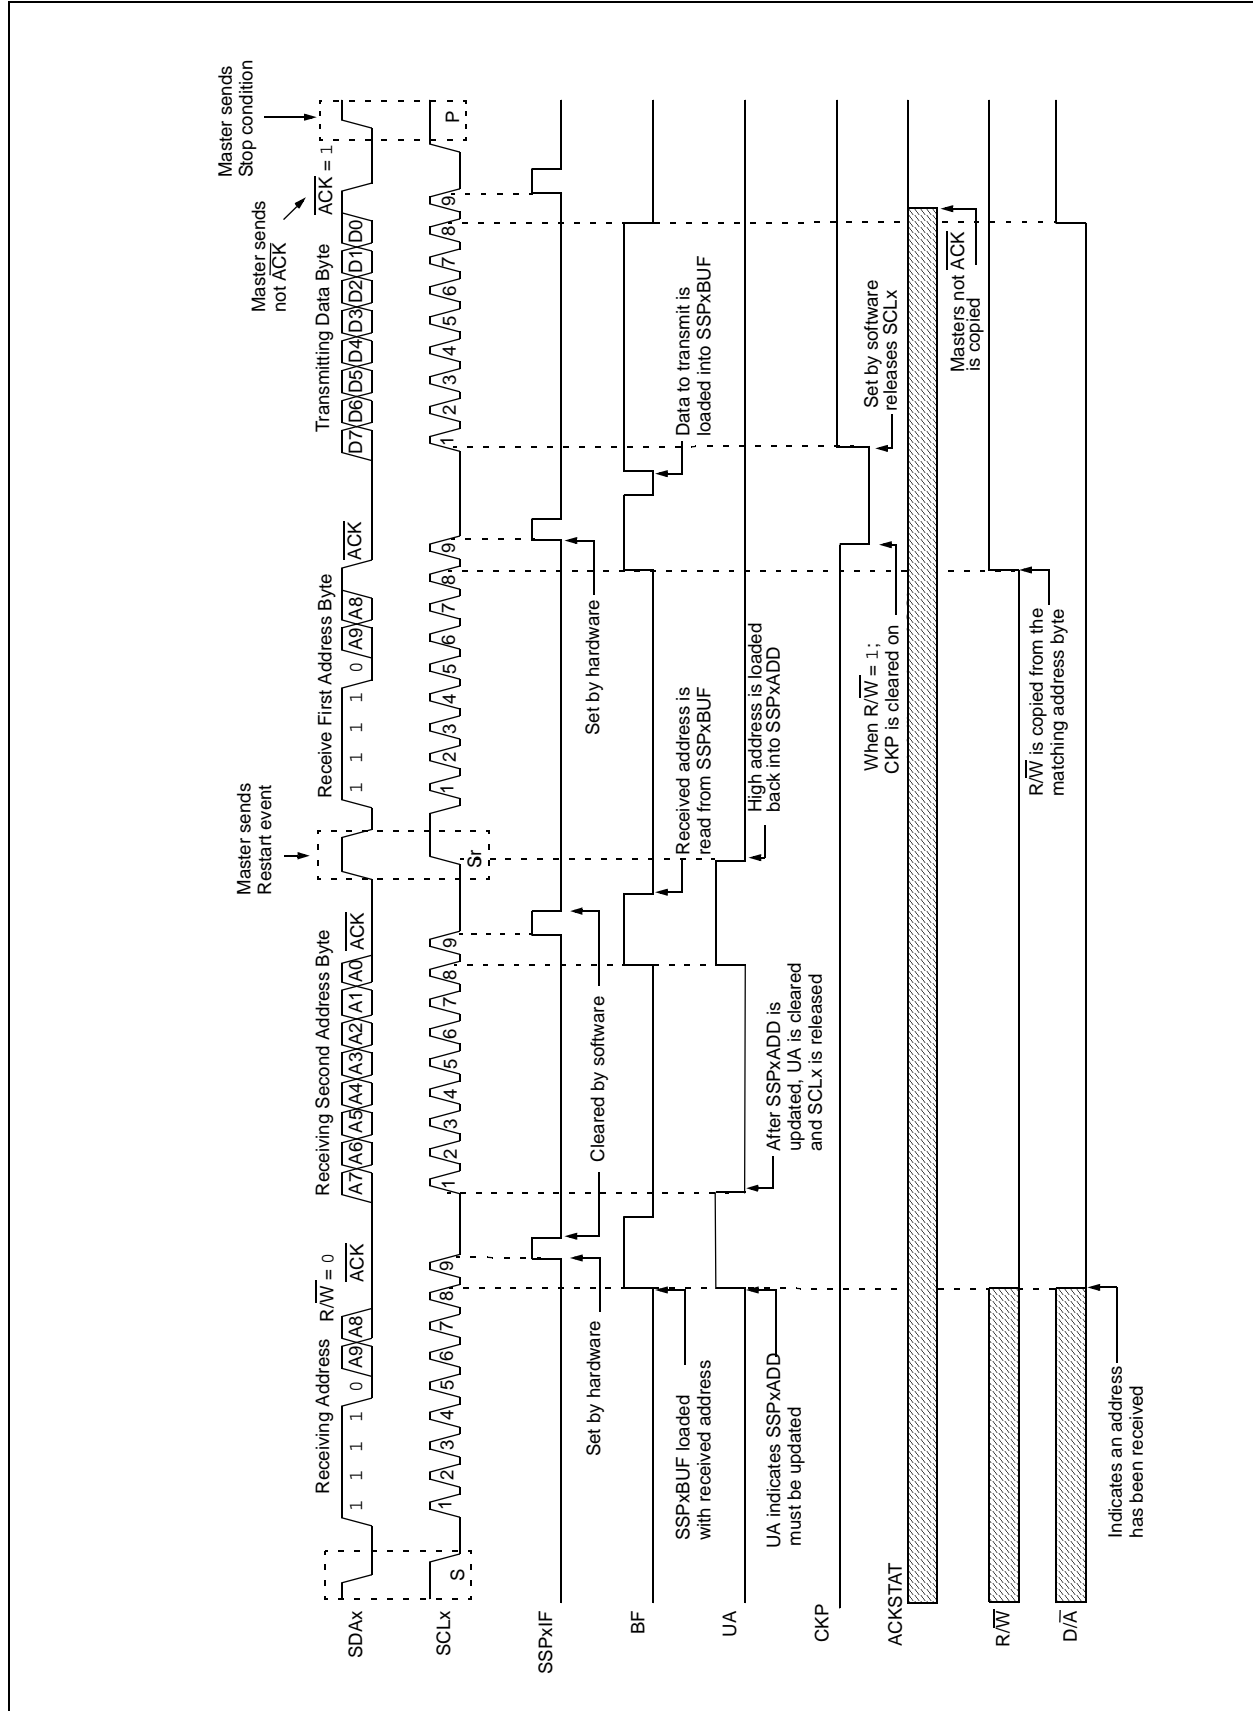 Master sends
Stop condition
Master sends
not ACK
ACK = 1
Master sends
Restart event
Receiving Address
R/W = 0
ACK
Receiving Second Address Byte
ACK
Receive First Address Byte
ACK
Transmitting Data Byte
SDAx
1 1 1 1 0 A9 A8
A7 A6 A5 A4 A3 A2 A1 A0
1 1 1 1 0 A9 A8
D7 D6 D5 D4 D3 D2 D1 D0
SCLx
S
1 2 3 4 5 6 7 8 9
1 2 3 4 5 6 7 8 9
Sr
1 2 3 4 5 6 7 8 9
1 2 3 4 5 6 7 8 9
P
SSPxIF
Set by hardware
Cleared by software
Set by hardware
BF
SSPxBUF loaded
with received address
Received address is
read from SSPxBUF
Data to transmit is
loaded into SSPxBUF
UA
UA indicates SSPxADD
must be updated
After SSPxADD is
updated, UA is cleared
and SCLx is released
High address is loaded
back into SSPxADD
CKP
When R/W = 1;
CKP is cleared on
Set by software
releases SCLx
ACKSTAT
Masters not ACK
is copied
R/W
R/W is copied from the
matching address byte
D/A
Indicates an address
has been received